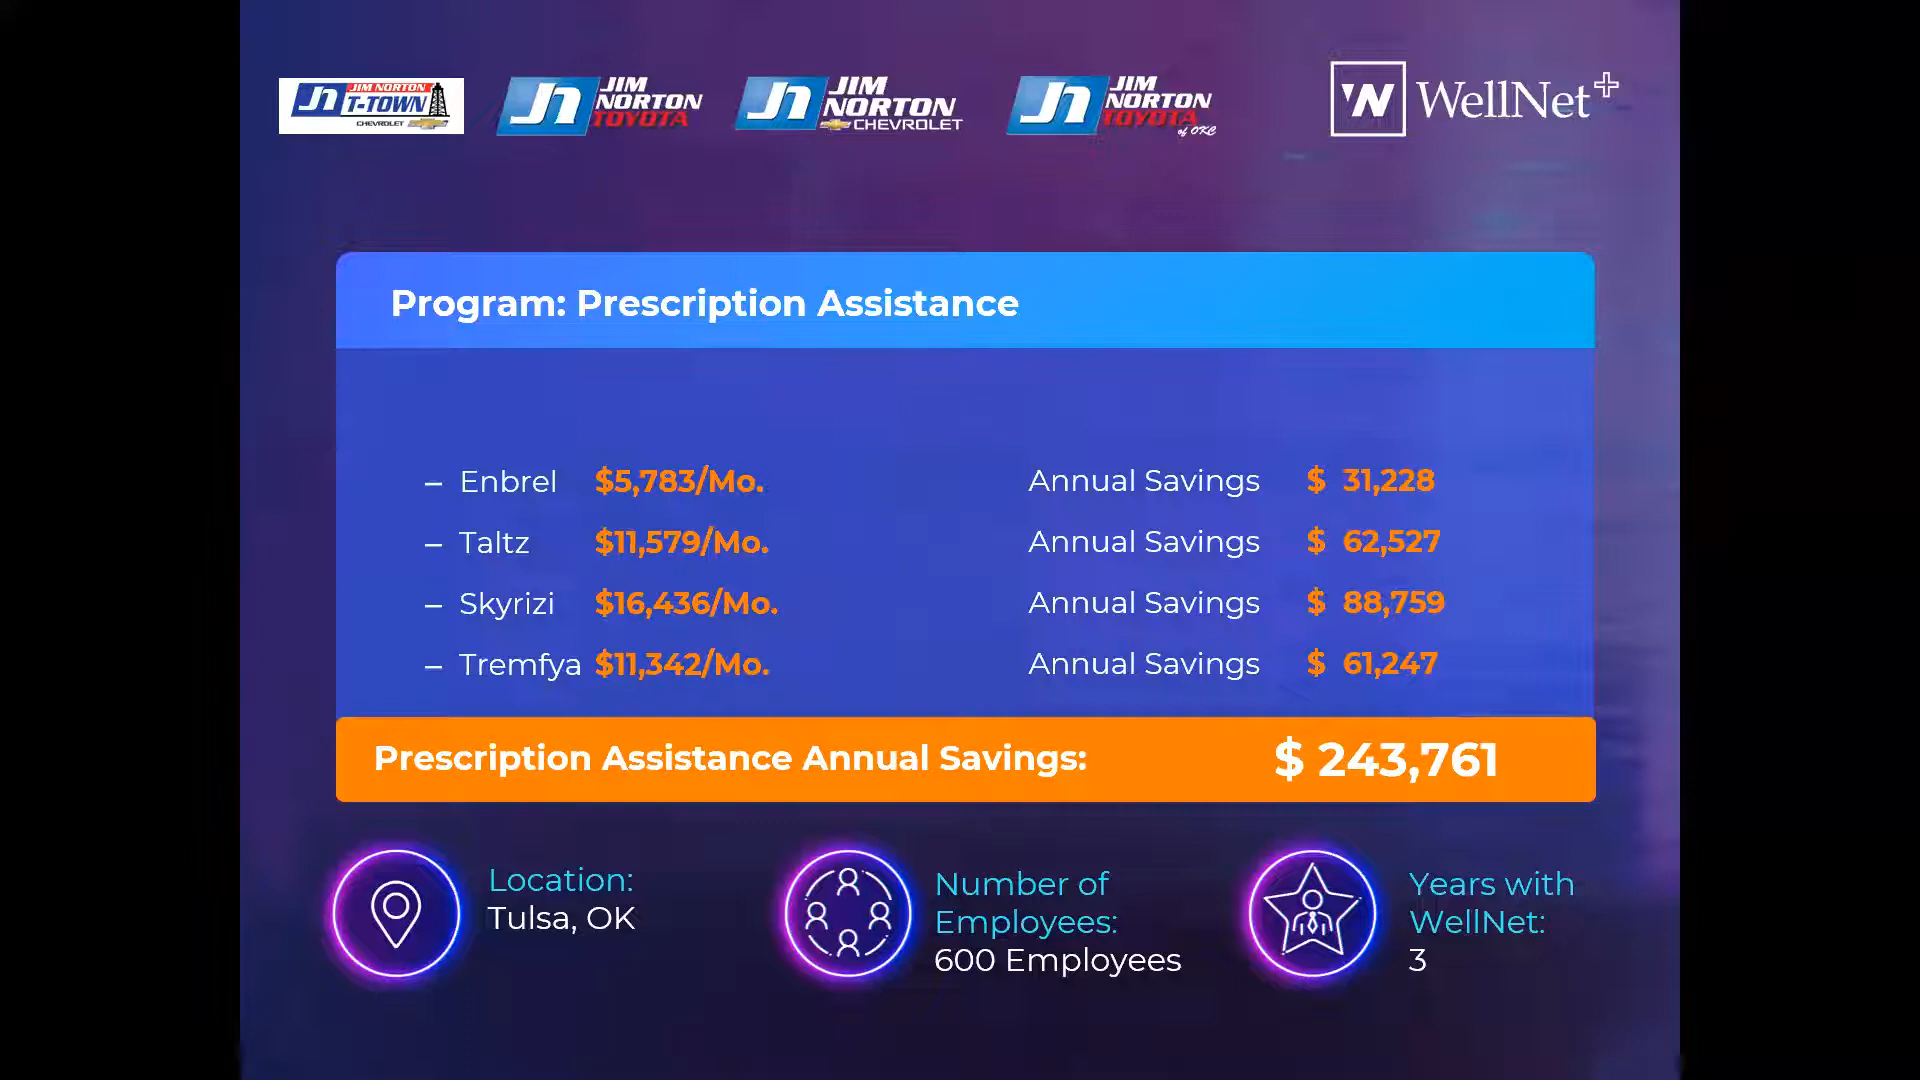 JIM NORTON
T-TOWN
CHEVROLET
JIM
NORTON
TOYOTA
JIM
NORTON
CHEVROLET
JIM
NORTON
TOYOTA
of OKC
WellNet
Program: Prescription Assistance
– Enbrel $5,783/Mo. Annual Savings $ 31,228
– Taltz $11,579/Mo. Annual Savings $ 62,527
– Skyrizi $16,436/Mo. Annual Savings $ 88,759
– Tremfya $11,342/Mo. Annual Savings $ 61,247
Prescription Assistance Annual Savings: $ 243,761
Location:
Tulsa, OK
Number of
Employees:
600 Employees
Years with
WellNet:
3